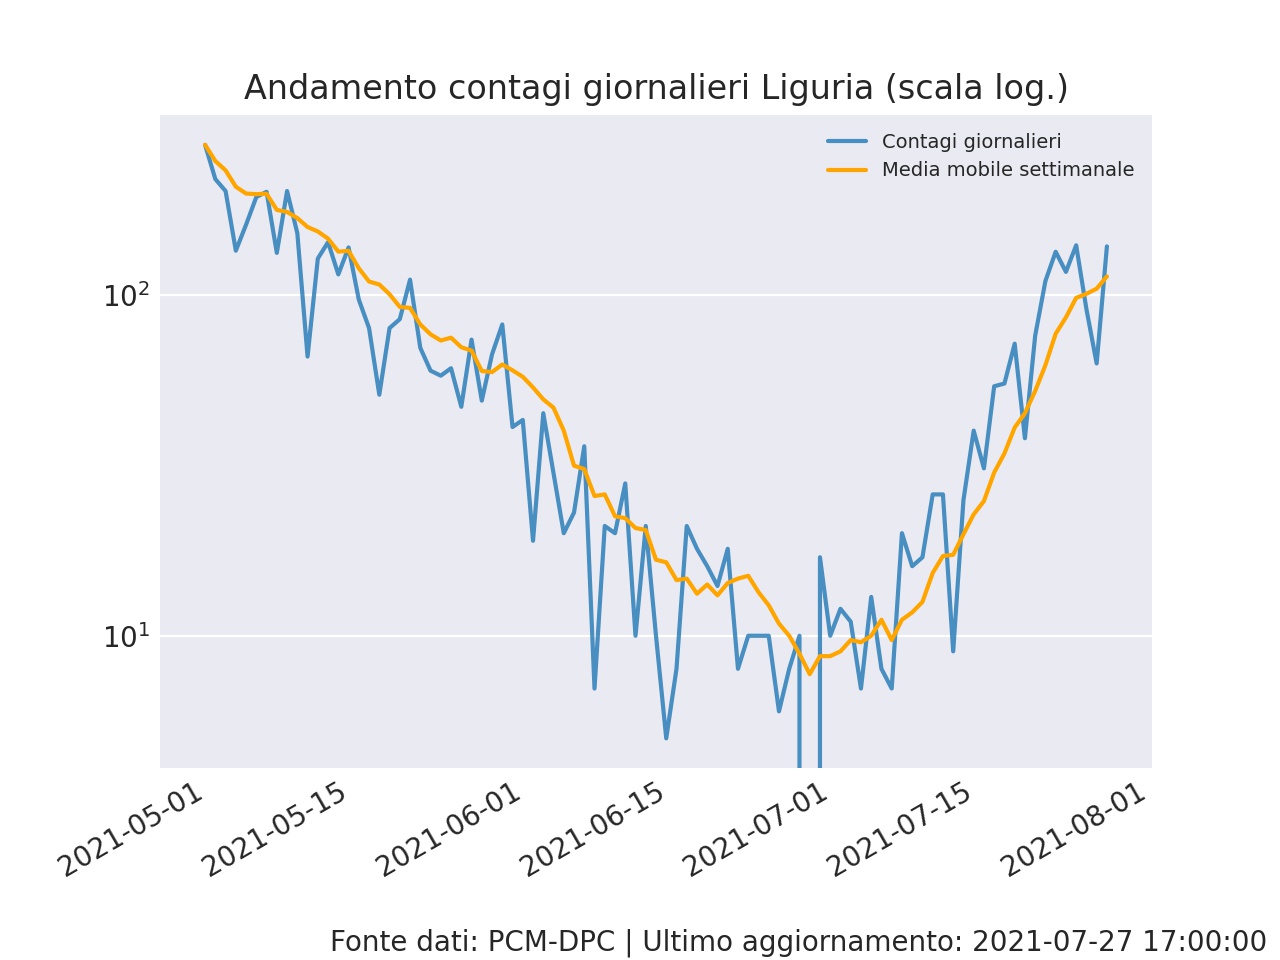 Andamento contagi giornalieri Liguria (scala log.)
Contagi giornalieri
Media mobile settimanale
10²
10¹
2021-05-01
2021-05-15
2021-06-01
2021-06-15
2021-07-01
2021-07-15
2021-08-01
Fonte dati: PCM-DPC | Ultimo aggiornamento: 2021-07-27 17:00:00